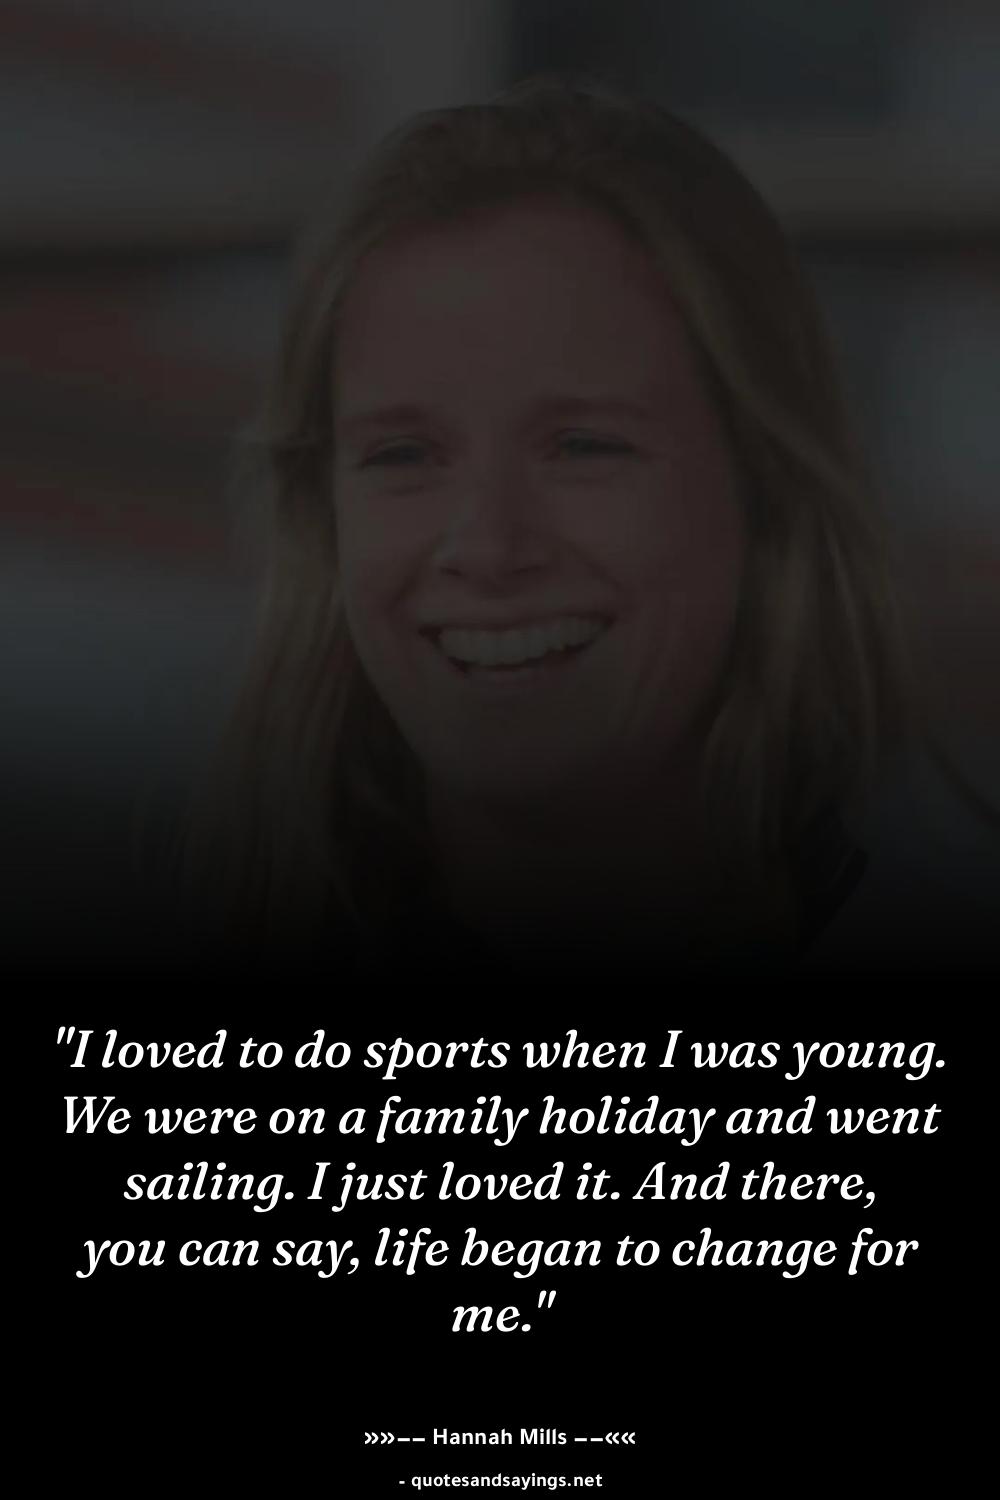 "I loved to do sports when I was young.
We were on a family holiday and went
sailing. I just loved it. And there,
you can say, life began to change for
me."
»»−− Hannah Mills −−««
- quotesandsayings.net